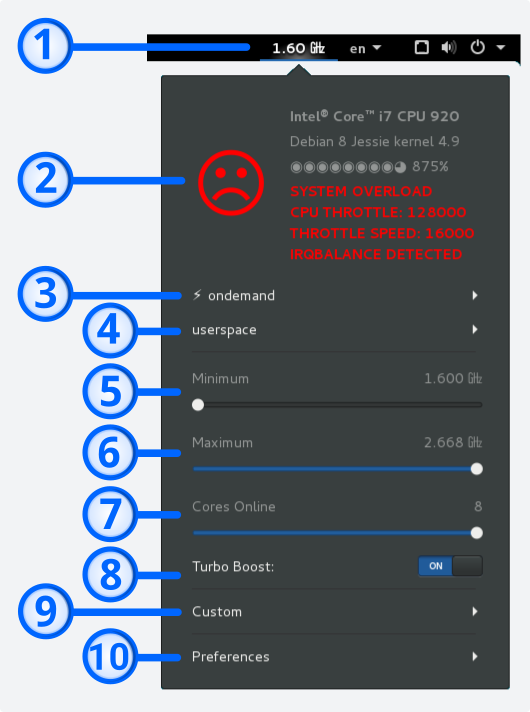 1 1.60 GHz en
Intel® Core™ i7 CPU 920
Debian 8 Jessie kernel 4.9
875%
2 SYSTEM OVERLOAD
CPU THROTTLE: 128000
THROTTLE SPEED: 16000
IRQBALANCE DETECTED
3 ⚡ ondemand
4 userspace
5 Minimum 1.600 GHz
6 Maximum 2.668 GHz
7 Cores Online 8
8 Turbo Boost: ON
9 Custom
10 Preferences